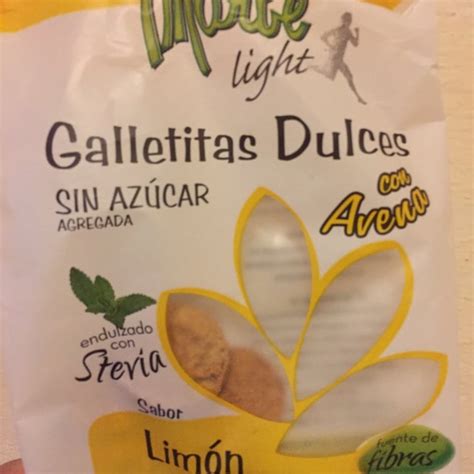 light
Galletitas Dulces
SIN AZÚCAR
AGREGADA
con
Avena
endulzado
con
Stevia
Sabor
Limón
fuente de
fibras